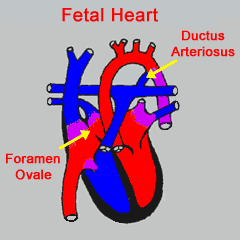 Fetal Heart
Ductus
Arteriosus
Foramen
Ovale